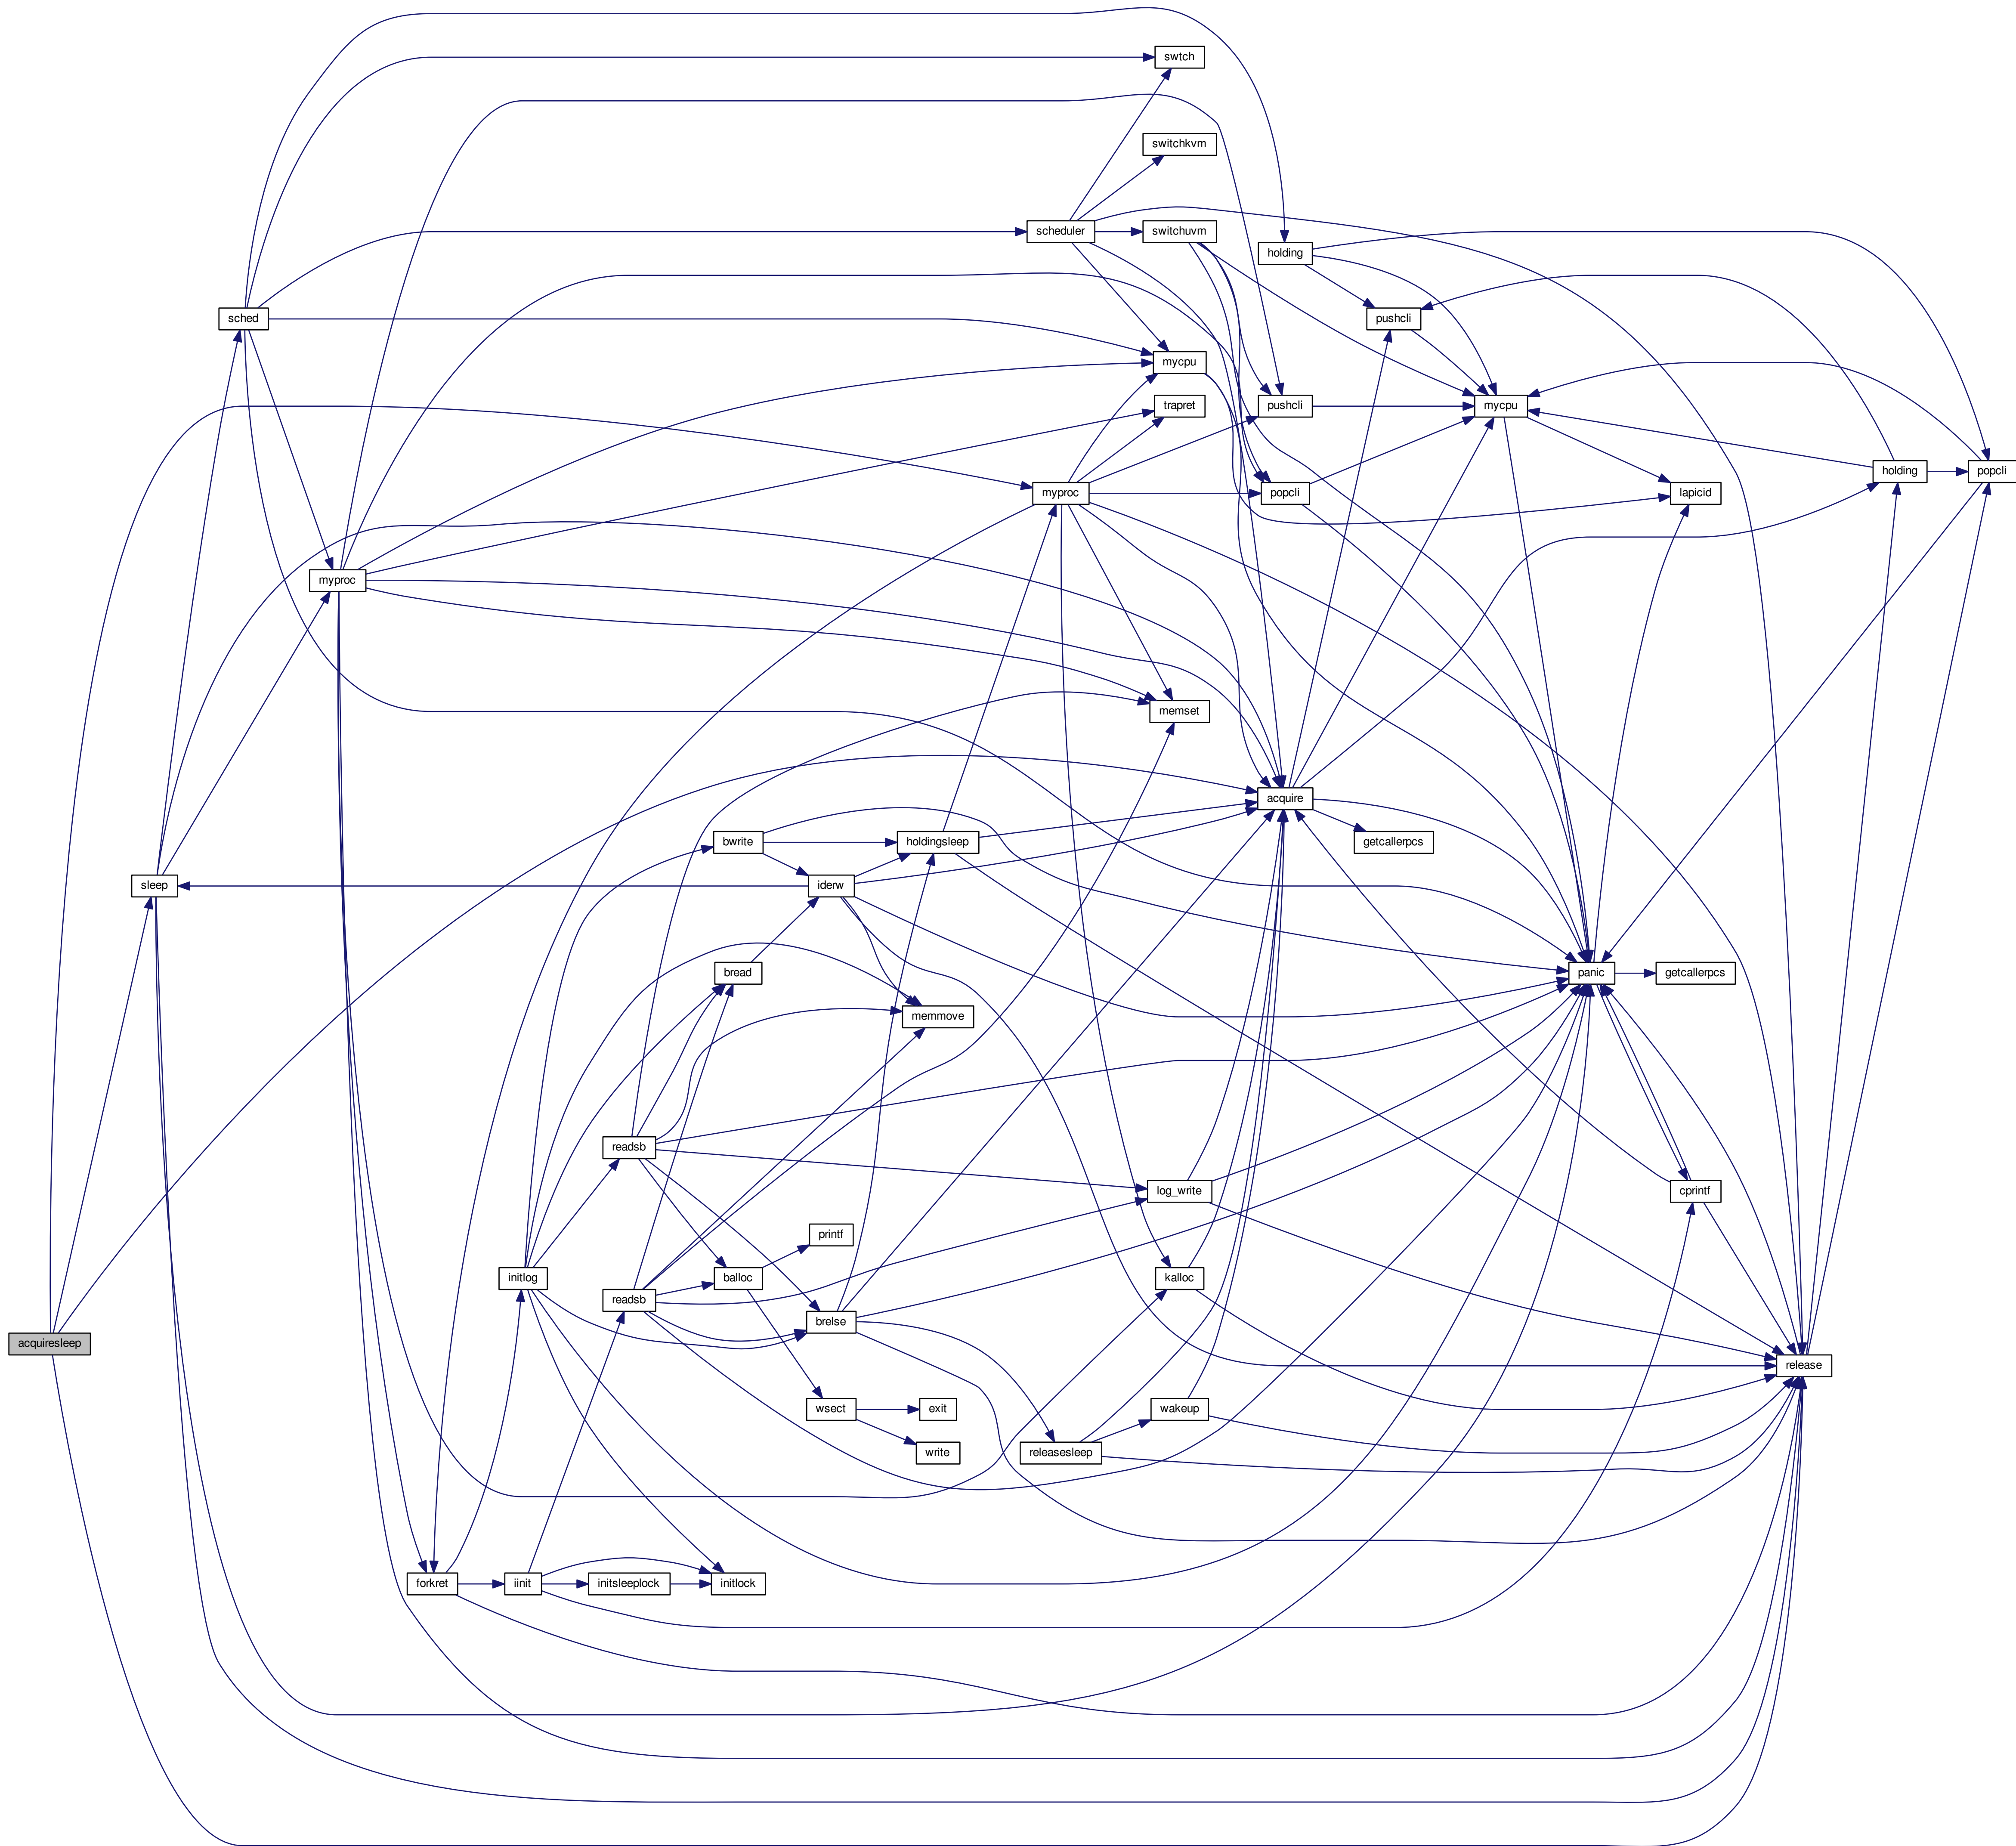 swtch
switchkvm
scheduler
switchuvm
holding
sched
pushcli
mycpu
trapret
pushcli
mycpu
holding
popcli
myproc
popcli
lapicid
myproc
memset
acquire
bwrite
holdingsleep
getcallerpcs
sleep
iderw
bread
panic
getcallerpcs
memmove
readsb
log_write
cprintf
printf
initlog
balloc
kalloc
readsb
brelse
acquiresleep
release
wsect
exit
wakeup
write
releasesleep
forkret
iinit
initsleeplock
initlock